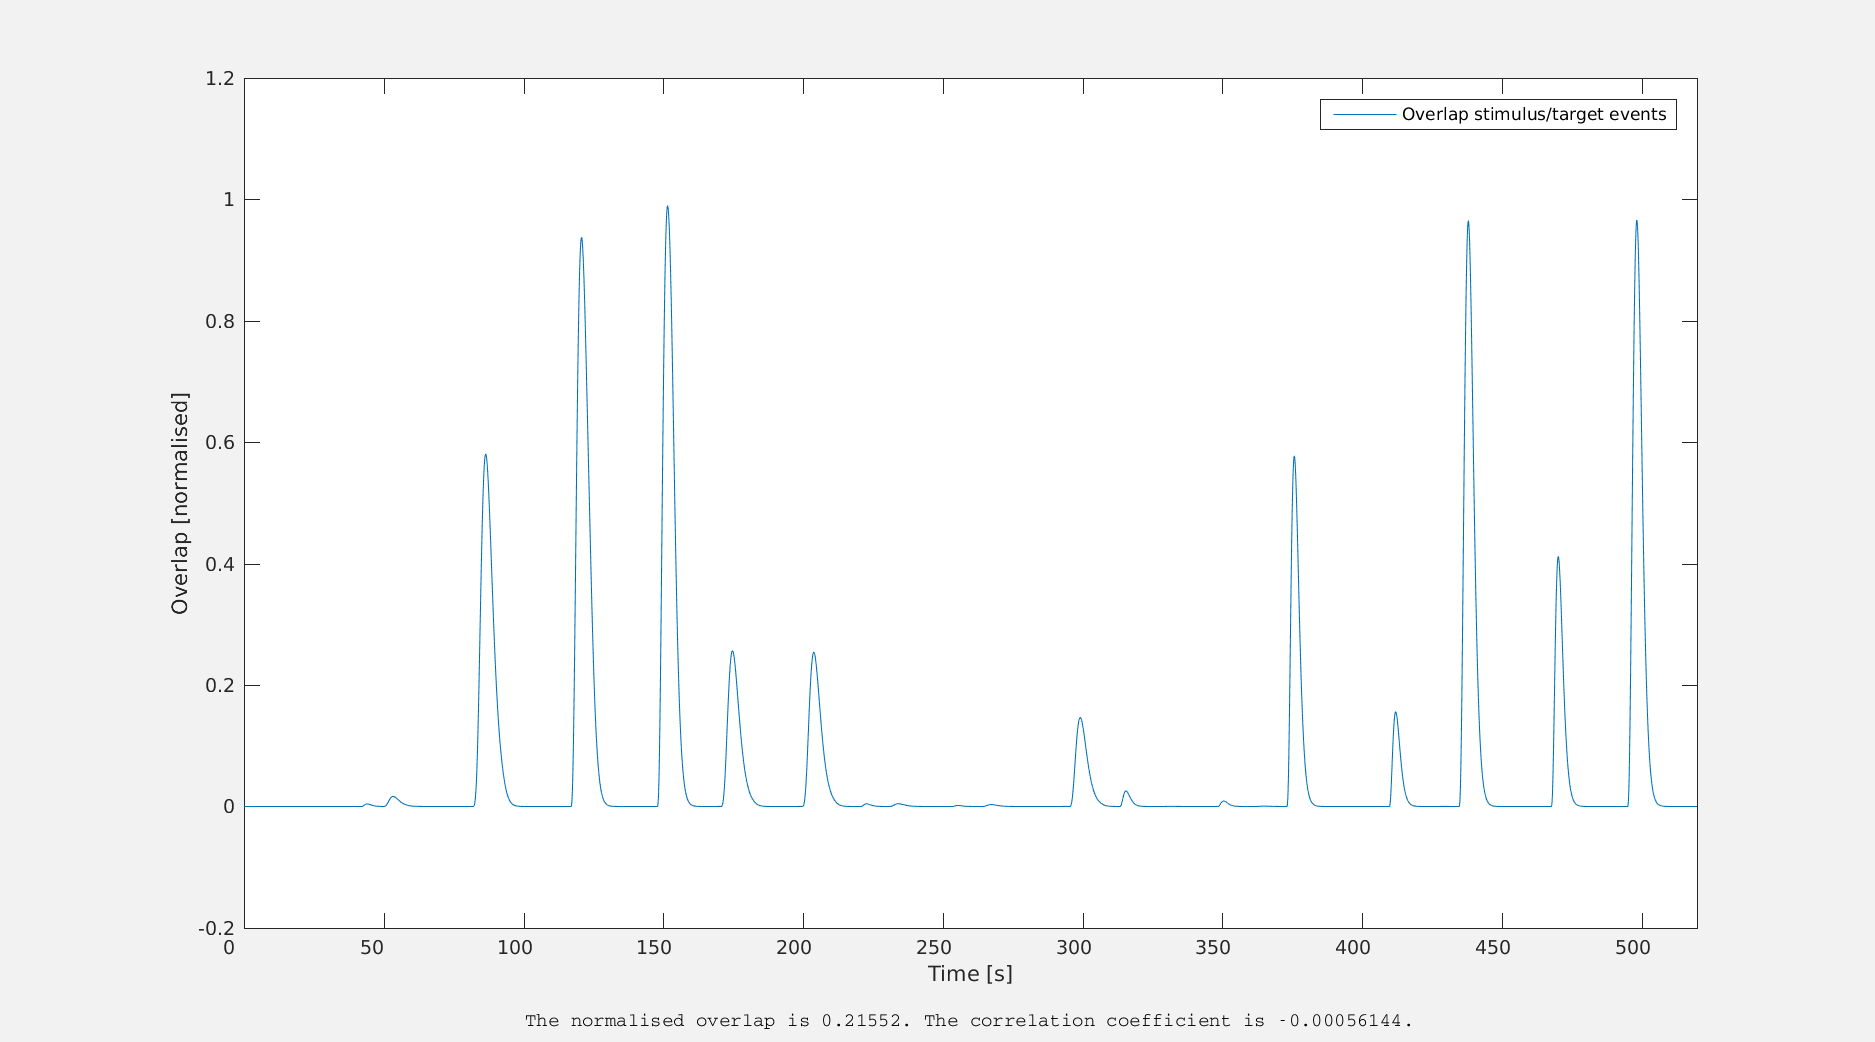 1.2
Overlap stimulus/target events
1
0.8
0.6
0.4
0.2
0
-0.2
Overlap [normalised]
0 50 100 150 200 250 300 350 400 450 500
Time [s]
The normalised overlap is 0.21552. The correlation coefficient is -0.00056144.